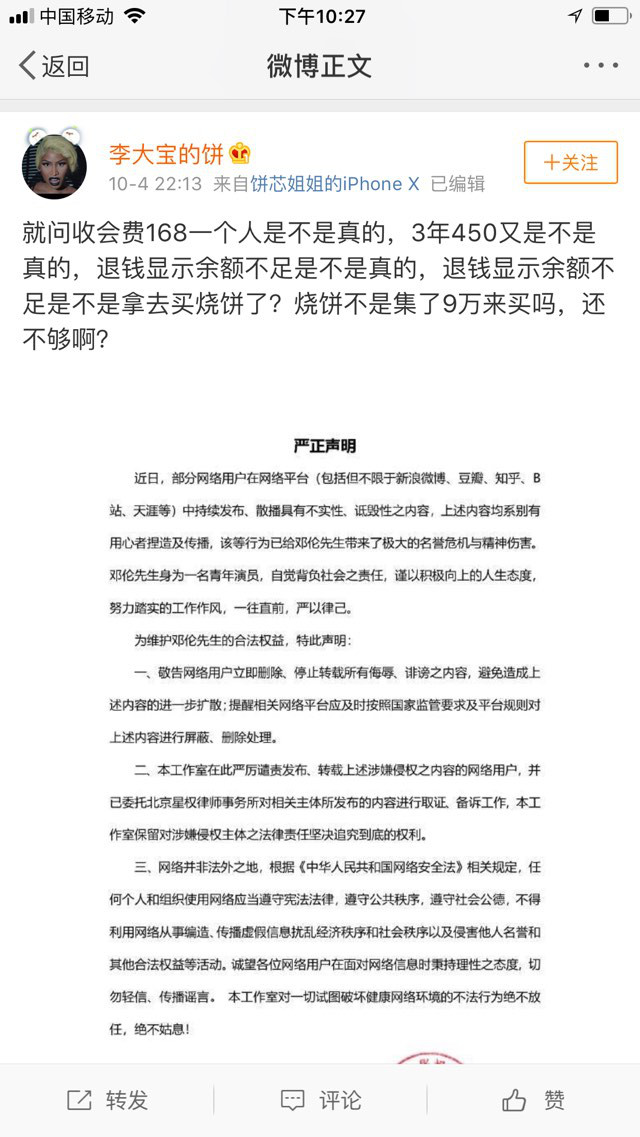 中国移动
下午10:27
返回
微博正文
李大宝的饼
+关注
10-4 22:13 来自饼芯姐姐的iPhone X 已编辑
就问收会费168一个人是不是真的，3年450又是不是
真的，退钱显示余额不足是不是真的，退钱显示余额不
足是不是拿去买烧饼了？烧饼不是集了9万来买吗，还
不够啊？
严正声明
近日，部分网络用户在网络平台（包括但不限于新浪微博、豆瓣、知乎、B
站、天涯等）中持续发布、散播具有不实性、诋毁性之内容，上述内容均系别有
用心者捏造及传播，该等行为已给邓伦先生带来了极大的名誉危机与精神伤害。
邓伦先生身为一名青年演员，自觉背负社会之责任，谨以积极向上的人生态度，
努力踏实的工作作风，一往直前，严以律己。
为维护邓伦先生的合法权益，特此声明：
一、敬告网络用户立即删除、停止转载所有侮辱、诽谤之内容，避免造成上
述内容的进一步扩散；提醒相关网络平台应及时按照国家监管要求及平台规则对
上述内容进行屏蔽、删除处理。
二、本工作室在此严厉谴责发布、转载上述涉嫌侵权之内容的网络用户，并
已委托北京星权律师事务所对相关主体所发布的内容进行取证、备诉工作，本工
作室保留对涉嫌侵权主体之法律责任坚决追究到底的权利。
三、网络并非法外之地，根据《中华人民共和国网络安全法》相关规定，任
何个人和组织使用网络应当遵守宪法法律，遵守公共秩序，遵守社会公德，不得
利用网络从事编造、传播虚假信息扰乱经济秩序和社会秩序以及侵害他人名誉和
其他合法权益等活动。诚望各位网络用户在面对网络信息时秉持理性之态度，切
勿轻信、传播谣言。 本工作室对一切试图破坏健康网络环境的不法行为绝不放
任，绝不姑息！
转发
评论
赞